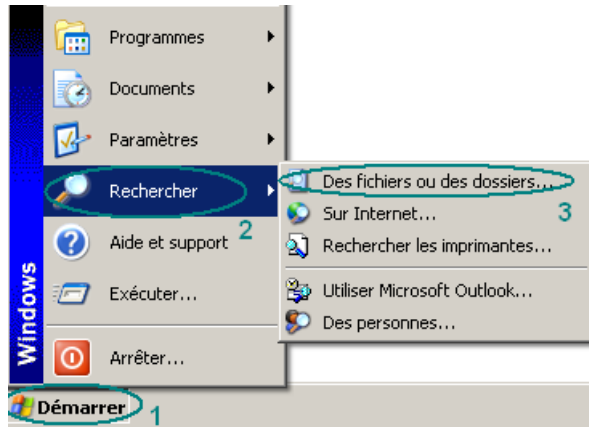 Programmes
Documents
Paramètres
Rechercher
2
Aide et support
Exécuter...
Arrêter...
Windows
Des fichiers ou des dossiers...
3
Sur Internet...
Rechercher les imprimantes...
Utiliser Microsoft Outlook...
Des personnes...
Démarrer
1